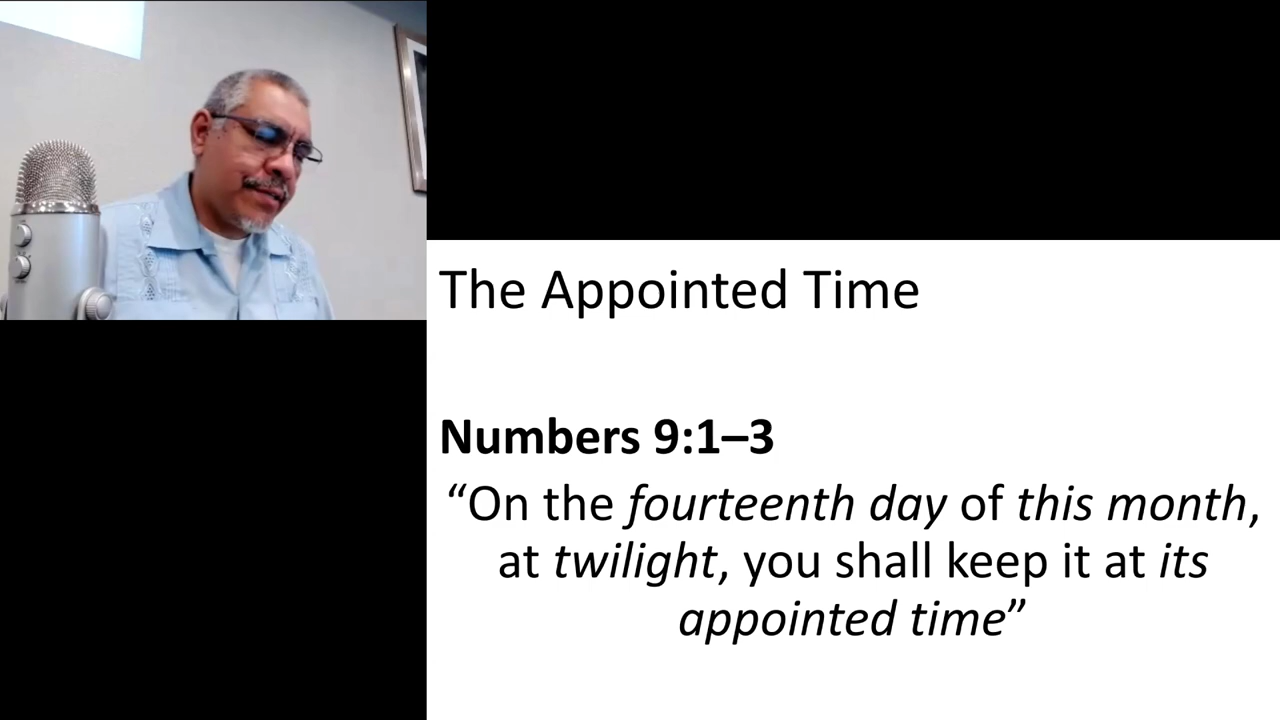 The Appointed Time
Numbers 9:1–3
“On the fourteenth day of this month,
at twilight, you shall keep it at its
appointed time”